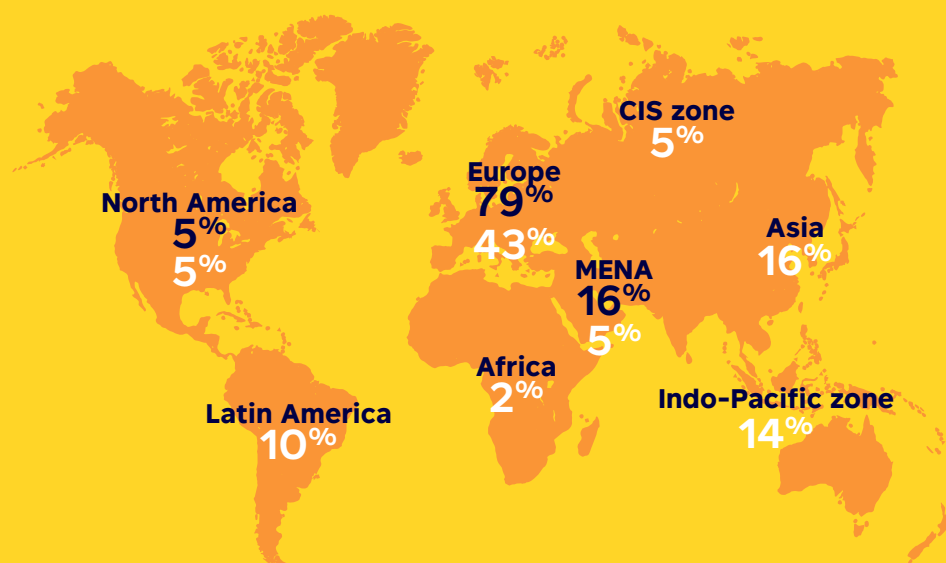 CIS zone
5%
Europe
79%
43%
North America
5%
5%
Asia
16%
MENA
16%
5%
Africa
2%
Indo-Pacific zone
14%
Latin America
10%